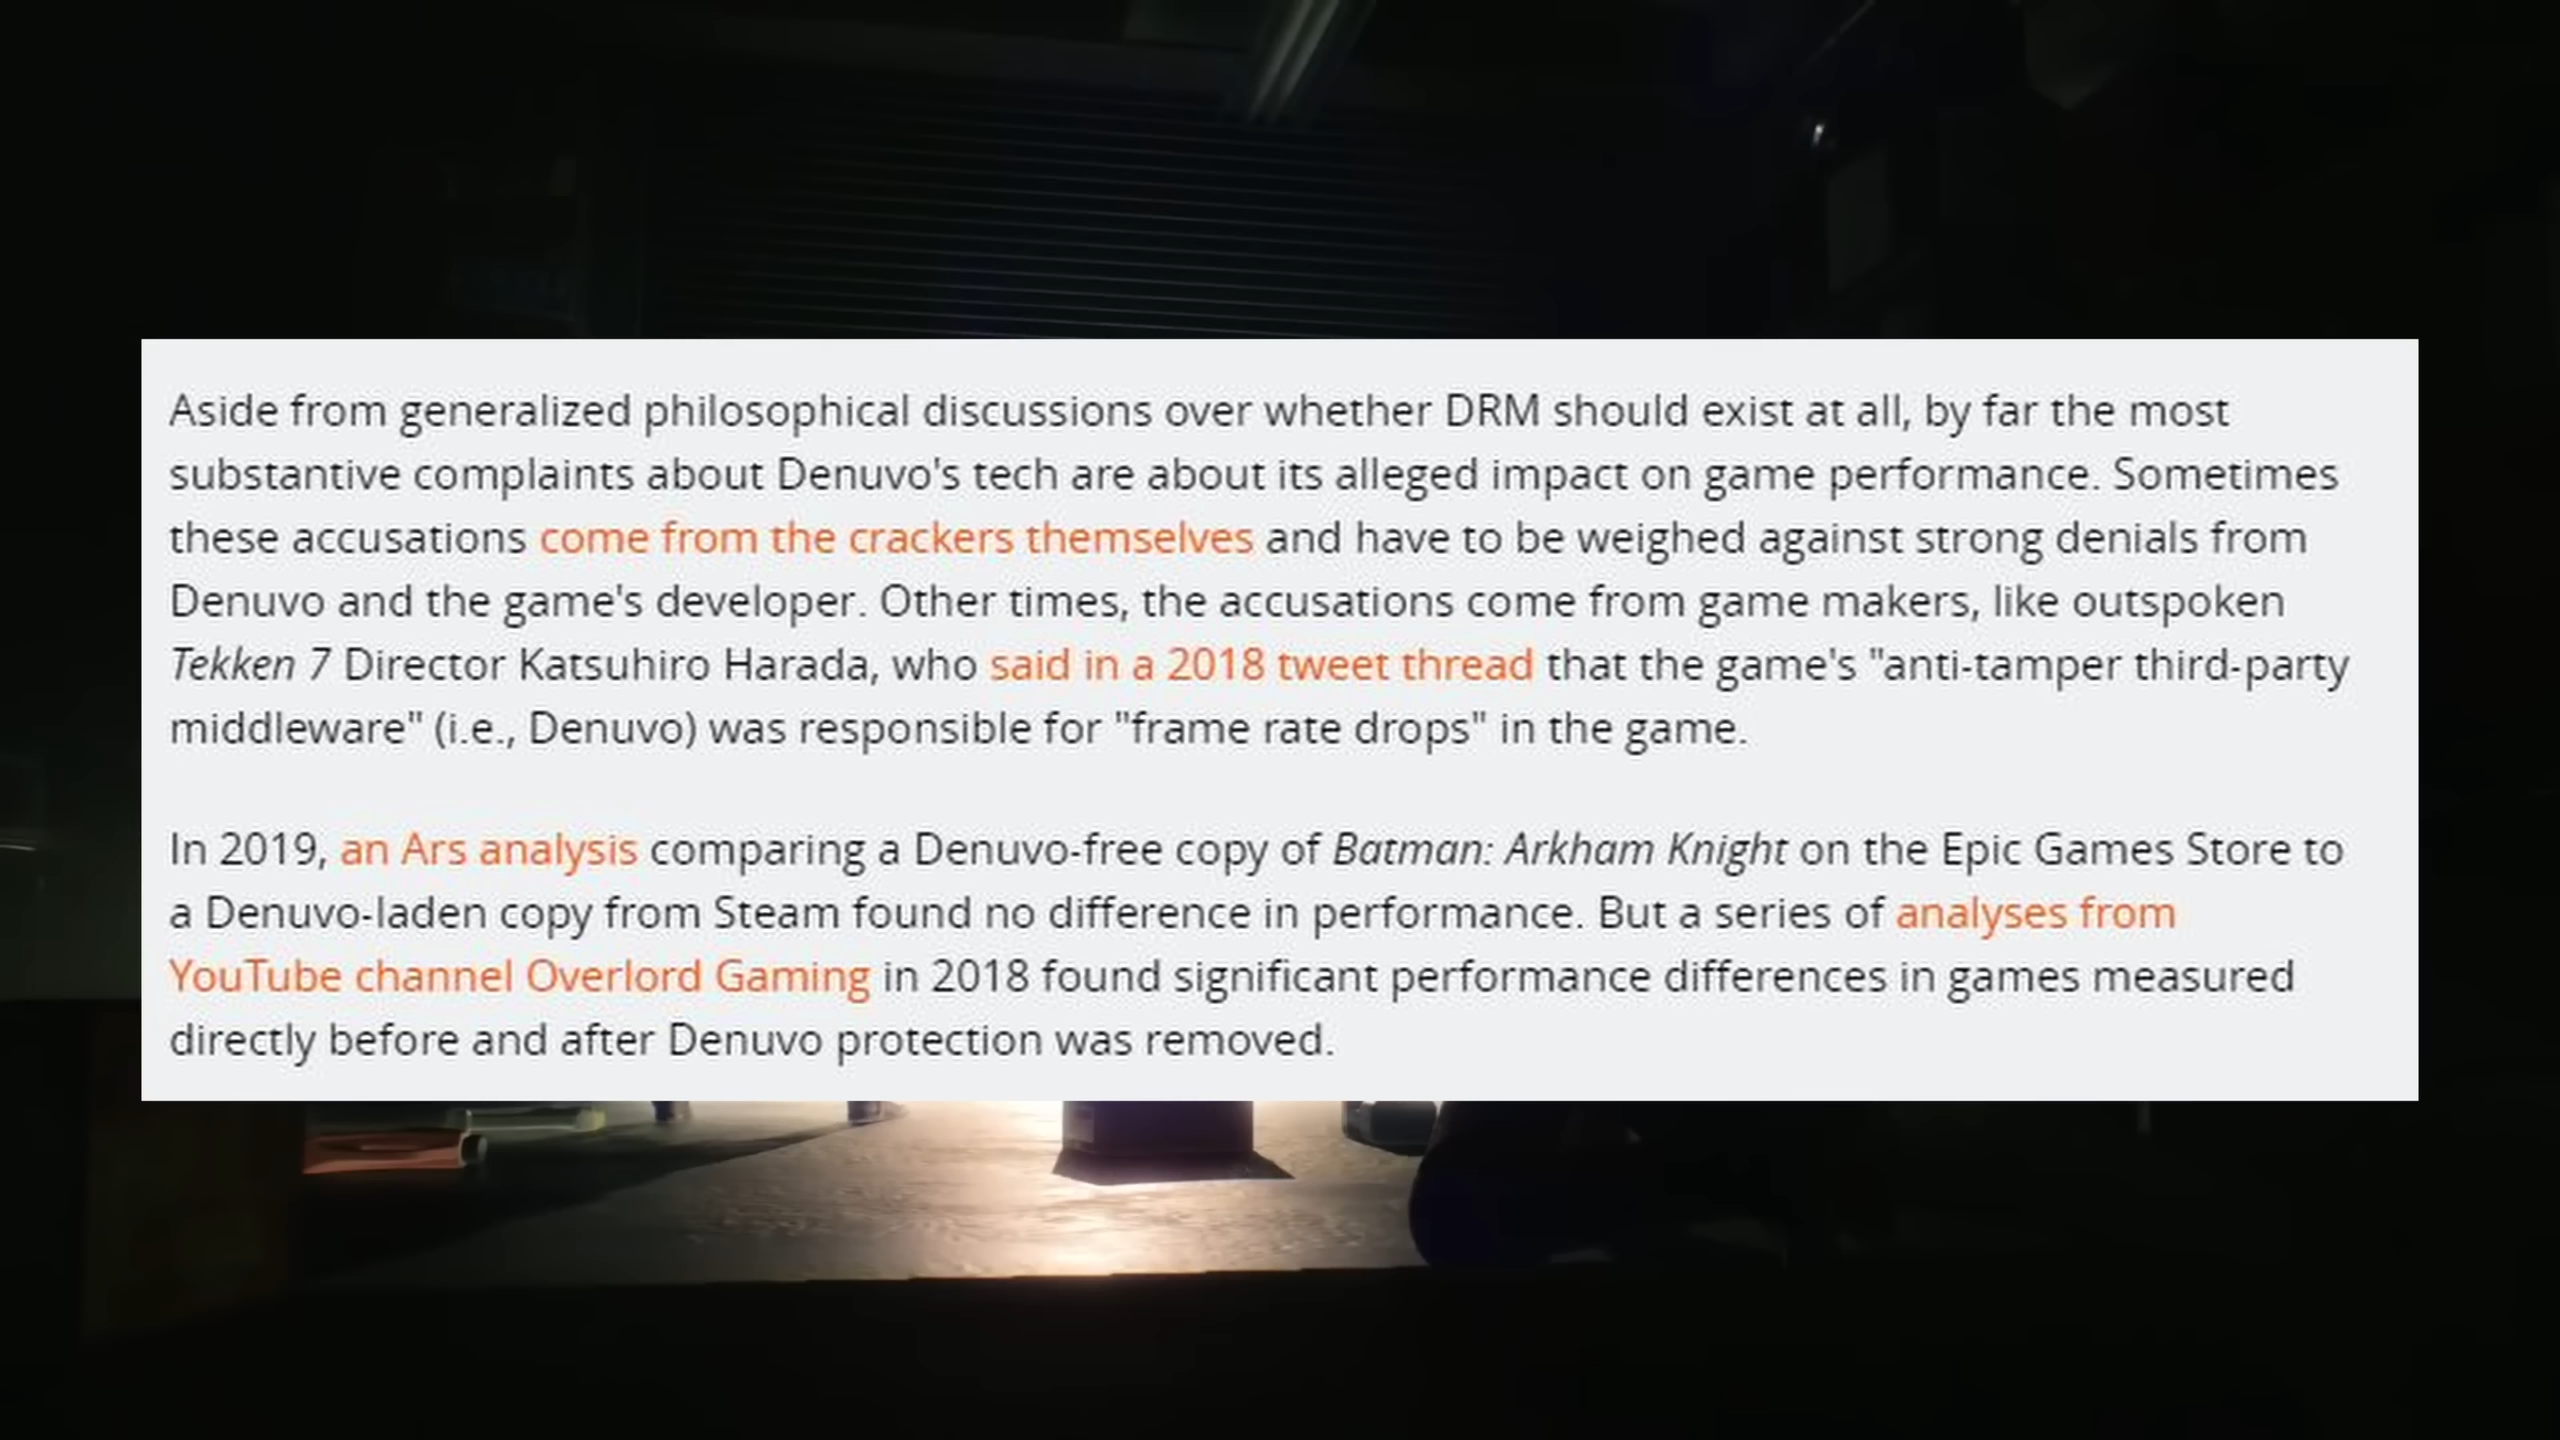 Aside from generalized philosophical discussions over whether DRM should exist at all, by far the most
substantive complaints about Denuvo's tech are about its alleged impact on game performance. Sometimes
these accusations come from the crackers themselves and have to be weighed against strong denials from
Denuvo and the game's developer. Other times, the accusations come from game makers, like outspoken
Tekken 7 Director Katsuhiro Harada, who said in a 2018 tweet thread that the game's "anti-tamper third-party
middleware" (i.e., Denuvo) was responsible for "frame rate drops" in the game.
In 2019, an Ars analysis comparing a Denuvo-free copy of Batman: Arkham Knight on the Epic Games Store to
a Denuvo-laden copy from Steam found no difference in performance. But a series of analyses from
YouTube channel Overlord Gaming in 2018 found significant performance differences in games measured
directly before and after Denuvo protection was removed.